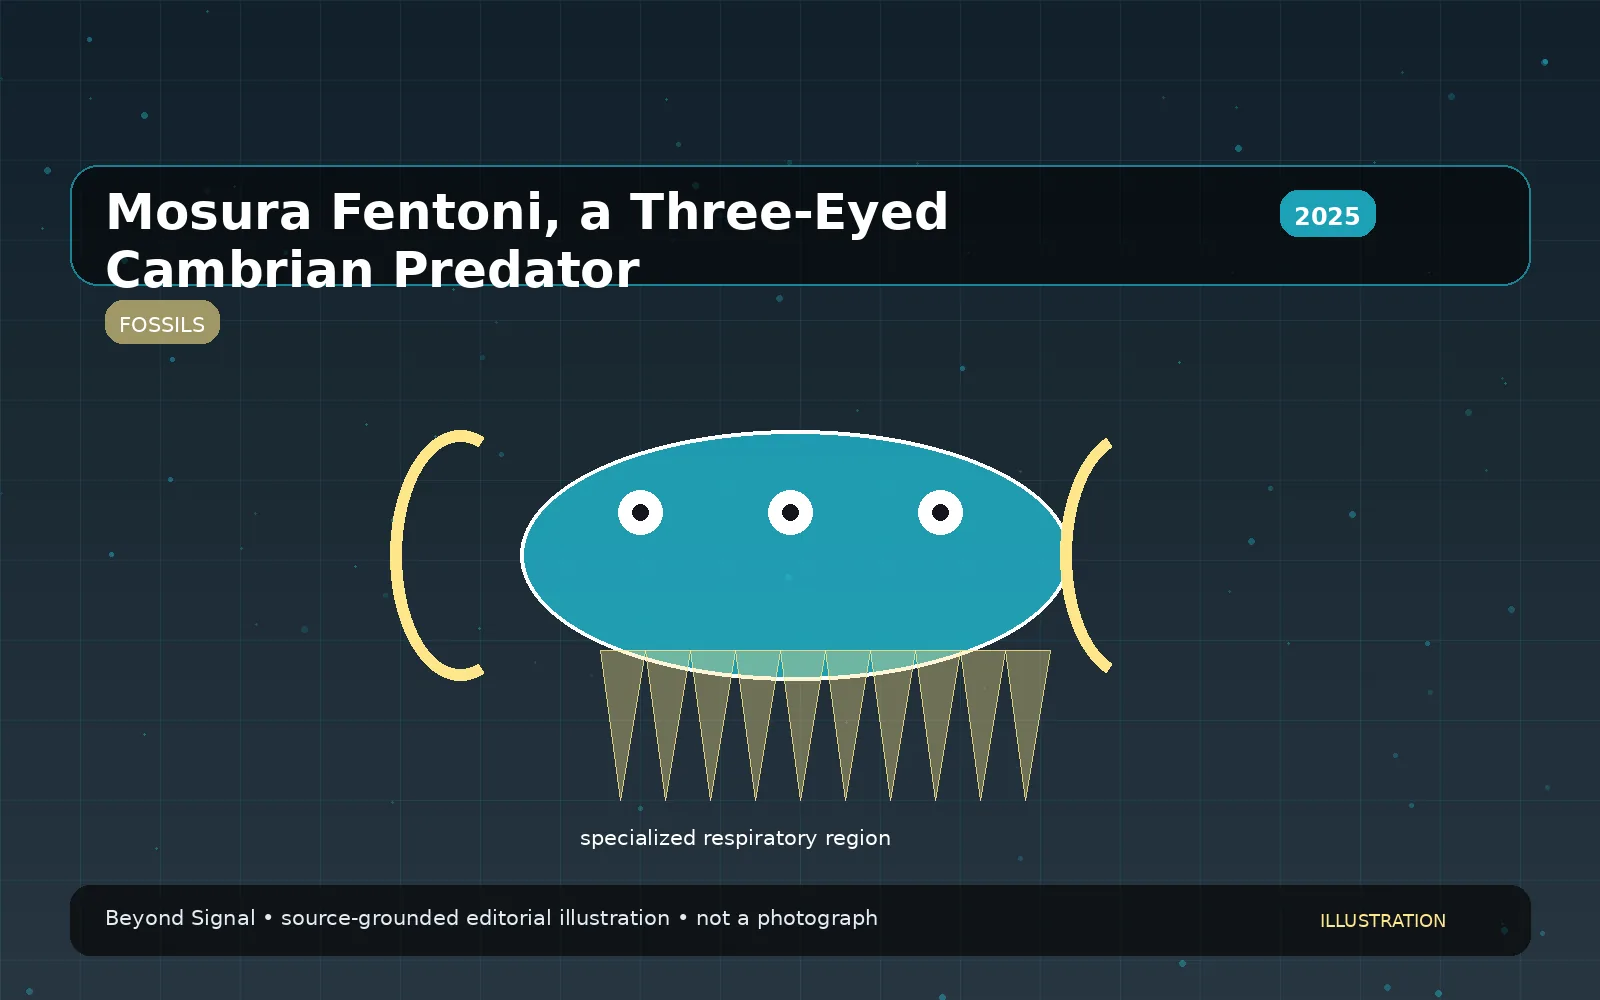 Mosura Fentoni, a Three-Eyed
Cambrian Predator
2025
FOSSILS
specialized respiratory region
Beyond Signal • source-grounded editorial illustration • not a photograph
ILLUSTRATION